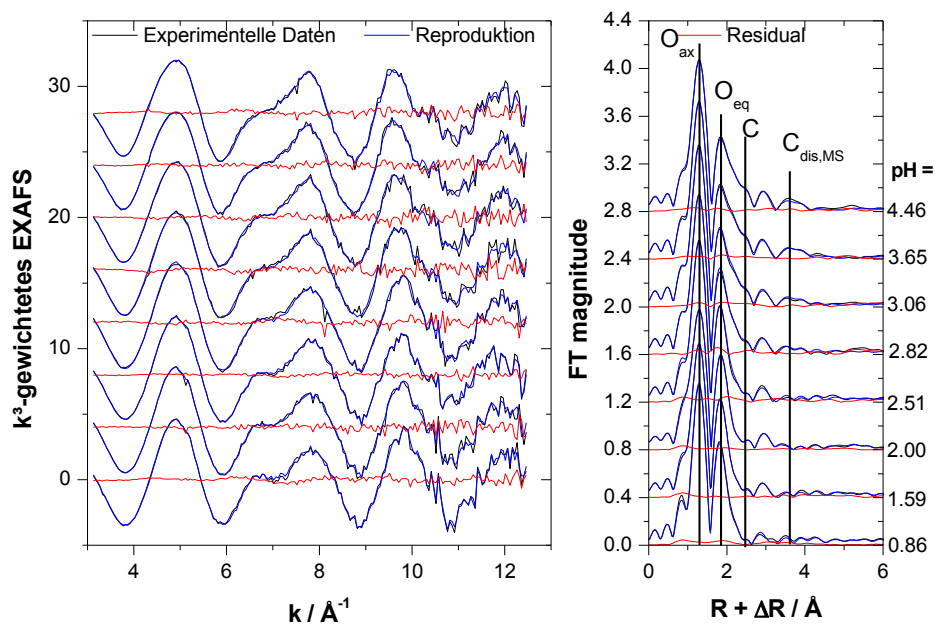 Experimentelle Daten
Reproduktion
k³-gewichtetes EXAFS
30
20
10
0
4
6
8
10
12
k / Å⁻¹
Residual
O_ax
O_eq
C
C_dis,MS
FT magnitude
4.4
4.0
3.6
3.2
2.8
2.4
2.0
1.6
1.2
0.8
0.4
0.0
0
2
4
6
R + ΔR / Å
pH =
4.46
3.65
3.06
2.82
2.51
2.00
1.59
0.86